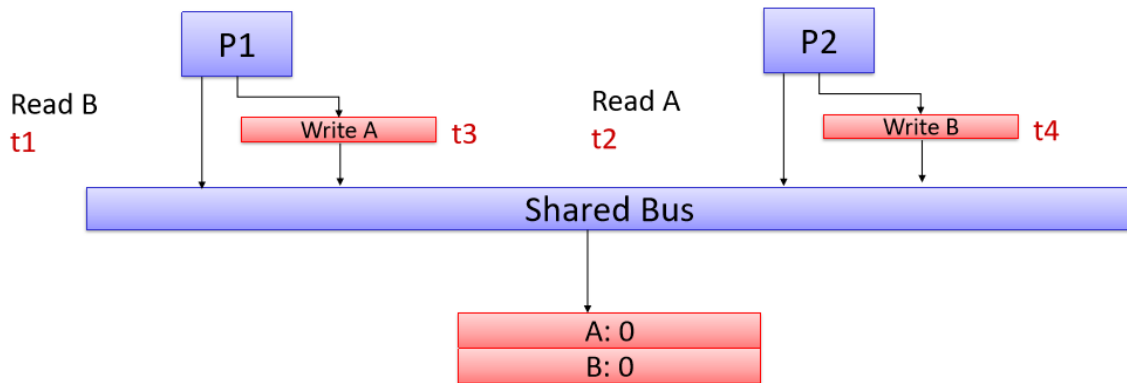 P1
P2
Read B
t1
Write A
t3
Read A
t2
Write B
t4
Shared Bus
A: 0
B: 0